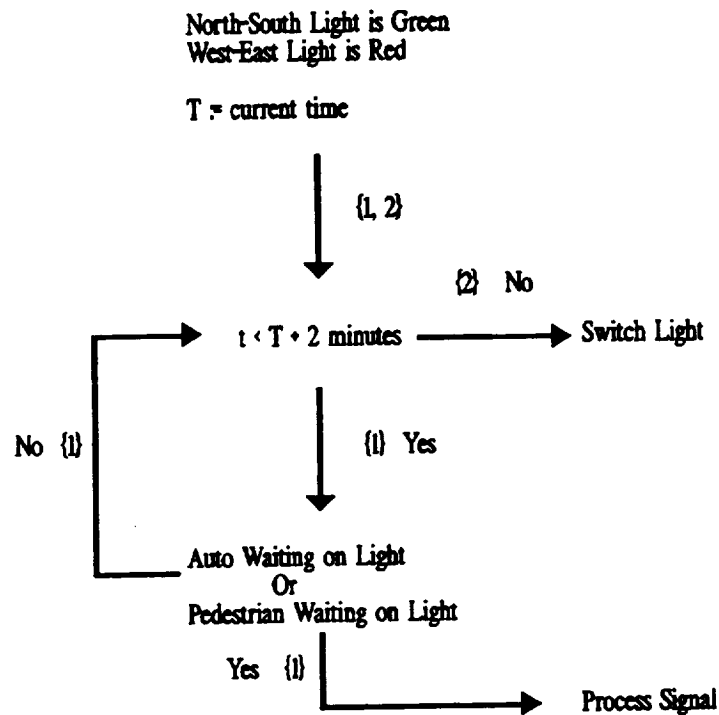 North-South Light is Green
West-East Light is Red
T := current time
{1, 2}
{2} No
t < T + 2 minutes
Switch Light
No {1}
{1} Yes
Auto Waiting on Light
Or
Pedestrian Waiting on Light
Yes {1}
Process Signal